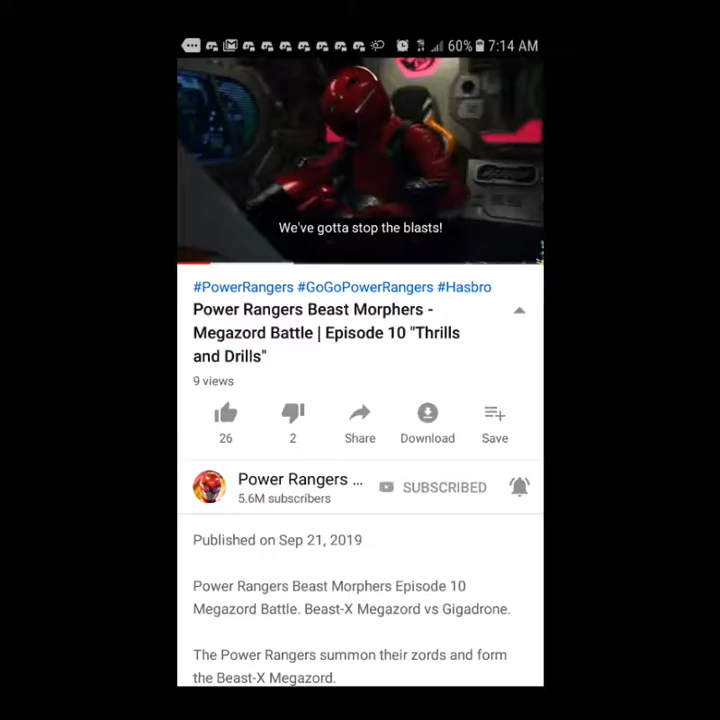 60% 7:14 AM
We've gotta stop the blasts!
#PowerRangers #GoGoPowerRangers #Hasbro
Power Rangers Beast Morphers -
Megazord Battle | Episode 10 "Thrills
and Drills"
9 views
26 2 Share Download Save
Power Rangers ... SUBSCRIBED
5.6M subscribers
Published on Sep 21, 2019
Power Rangers Beast Morphers Episode 10
Megazord Battle. Beast-X Megazord vs Gigadrone.
The Power Rangers summon their zords and form
the Beast-X Megazord.